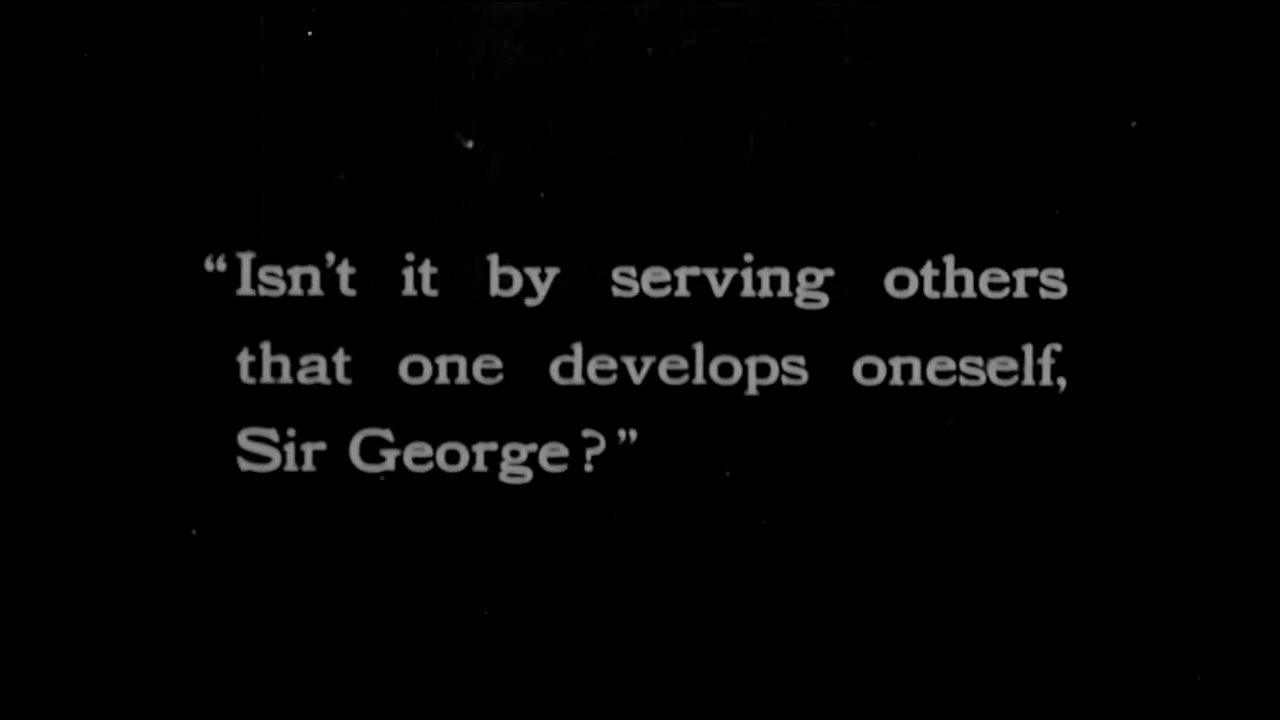 “Isn’t it by serving others
that one develops oneself,
Sir George?”